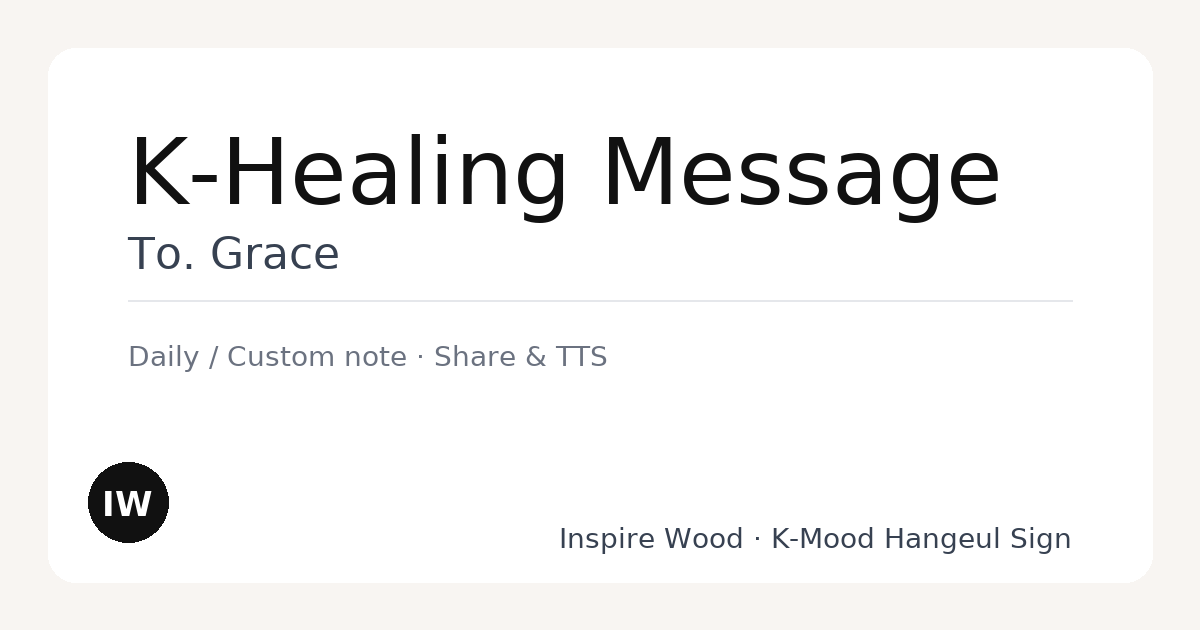 K-Healing Message
To. Grace
Daily / Custom note · Share & TTS
IW
Inspire Wood · K-Mood Hangeul Sign